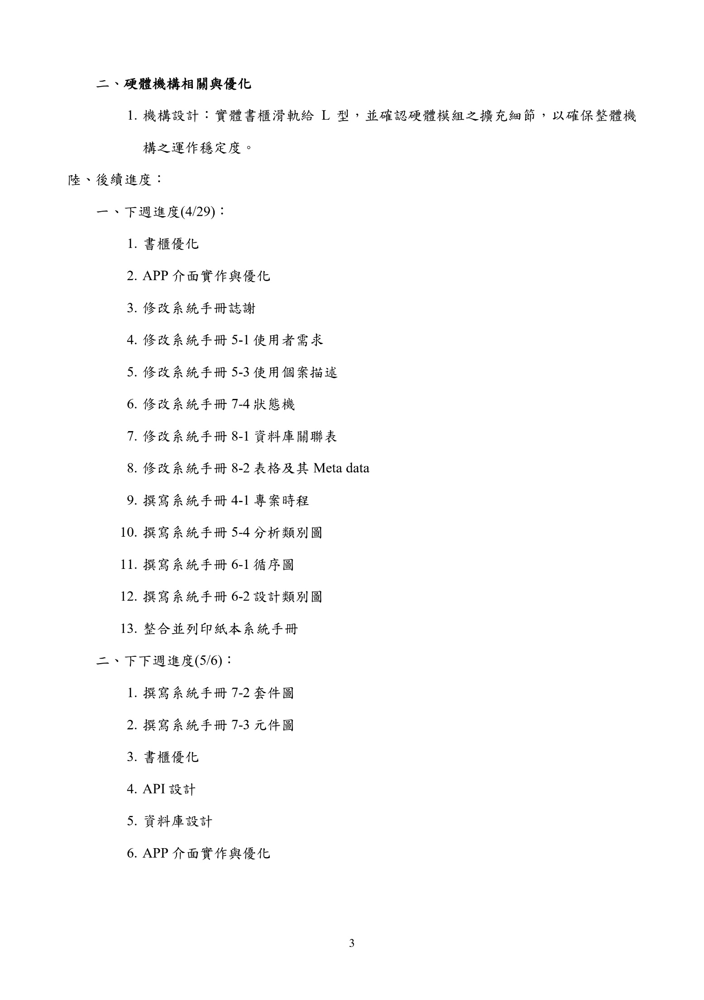 二、硬體機構相關與優化
1. 機構設計：實體書櫃滑軌給 L 型，並確認硬體模組之擴充細節，以確保整體機
構之運作穩定度。
陸、後續進度：
一、下週進度(4/29)：
1. 書櫃優化
2. APP 介面實作與優化
3. 修改系統手冊誌謝
4. 修改系統手冊 5-1 使用者需求
5. 修改系統手冊 5-3 使用個案描述
6. 修改系統手冊 7-4 狀態機
7. 修改系統手冊 8-1 資料庫關聯表
8. 修改系統手冊 8-2 表格及其 Meta data
9. 撰寫系統手冊 4-1 專案時程
10. 撰寫系統手冊 5-4 分析類別圖
11. 撰寫系統手冊 6-1 循序圖
12. 撰寫系統手冊 6-2 設計類別圖
13. 整合並列印紙本系統手冊
二、下下週進度(5/6)：
1. 撰寫系統手冊 7-2 套件圖
2. 撰寫系統手冊 7-3 元件圖
3. 書櫃優化
4. API 設計
5. 資料庫設計
6. APP 介面實作與優化
3